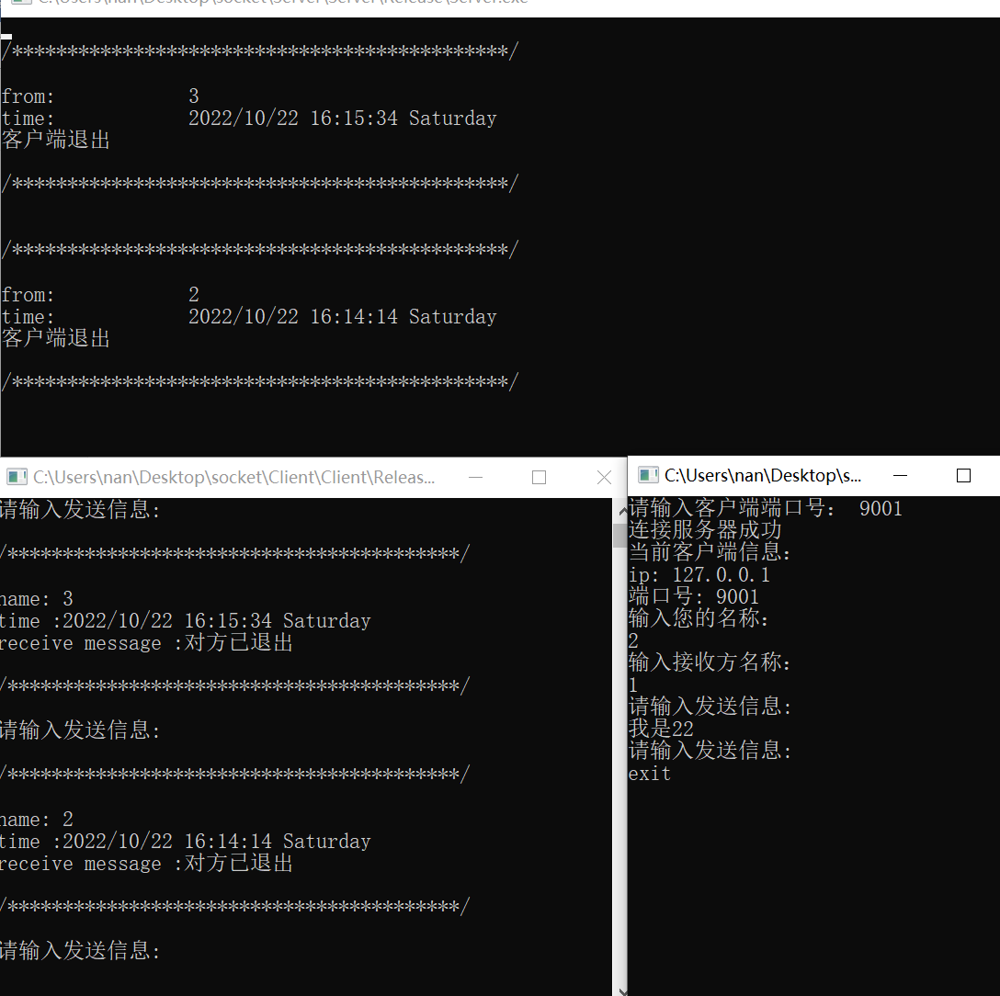 C:\Users\nan\Desktop\socket\Server\Server\Release\Server.exe
/*********************************************/
from: 3
time: 2022/10/22 16:15:34 Saturday
客户端退出
/*********************************************/
/*********************************************/
from: 2
time: 2022/10/22 16:14:14 Saturday
客户端退出
/*********************************************/
C:\Users\nan\Desktop\socket\Client\Client\Releas...
请输入发送信息:
/*****************************************/
name: 3
time :2022/10/22 16:15:34 Saturday
receive message :对方已退出
/*****************************************/
请输入发送信息:
/*****************************************/
name: 2
time :2022/10/22 16:14:14 Saturday
receive message :对方已退出
/*****************************************/
请输入发送信息:
C:\Users\nan\Desktop\s...
请输入客户端端口号: 9001
连接服务器成功
当前客户端信息:
ip: 127.0.0.1
端口号: 9001
输入您的名称:
2
输入接收方名称:
1
请输入发送信息:
我是22
请输入发送信息:
exit